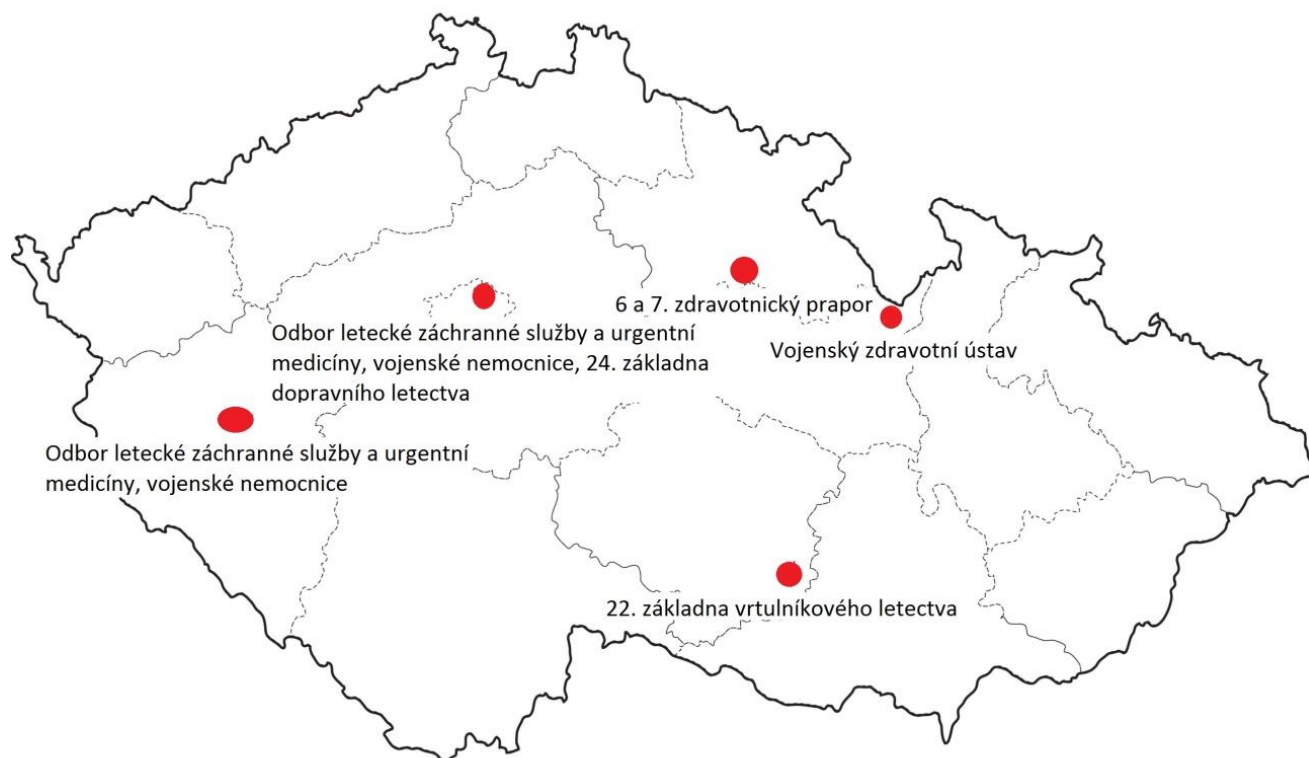 6 a 7. zdravotnický prapor
Odbor letecké záchranné služby a urgentní
medicíny, vojenské nemocnice, 24. základna
dopravního letectva
Vojenský zdravotní ústav
Odbor letecké záchranné služby a urgentní
medicíny, vojenské nemocnice
22. základna vrtulníkového letectva